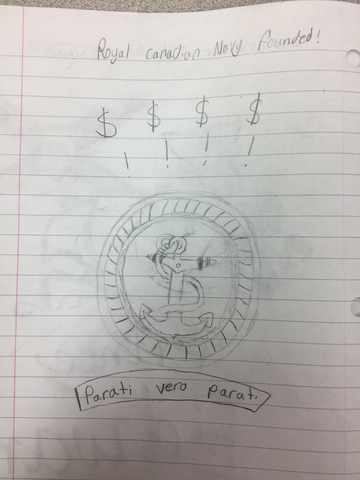 Royal canadian Navy founded!
$ $ $ $
! ! ! !
Parati vero parati.